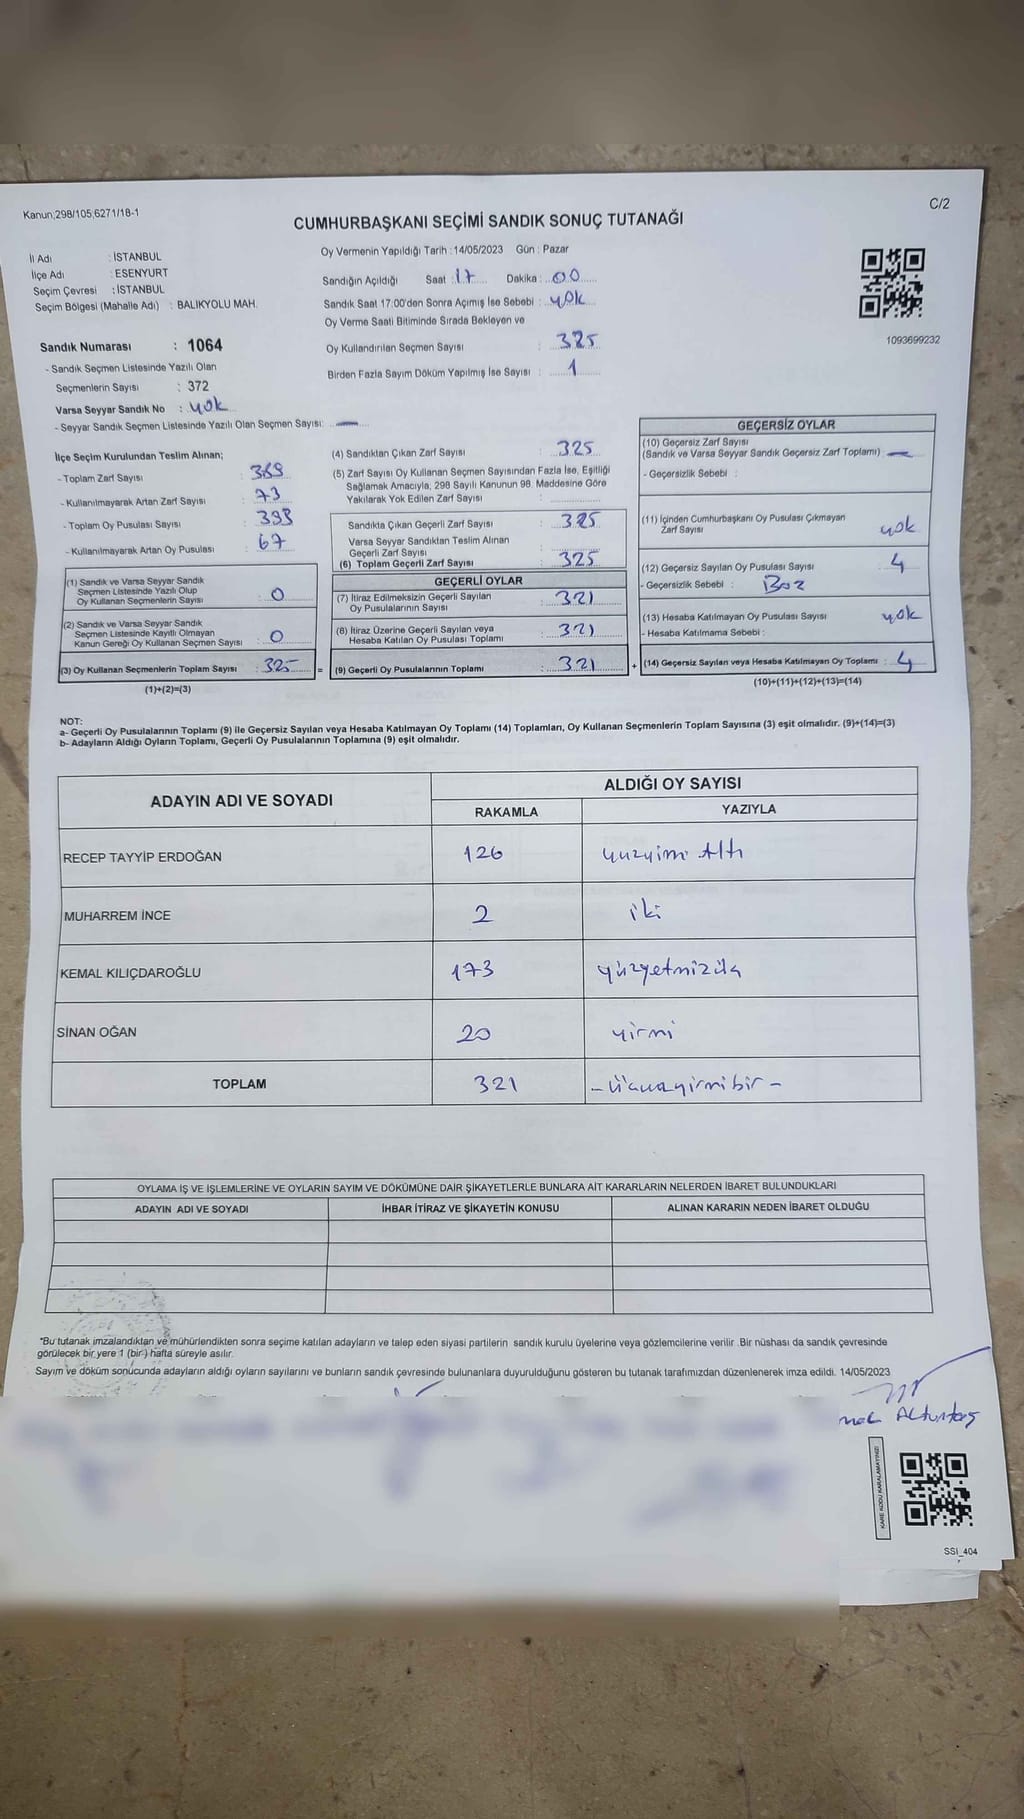 Kanun;298/105;6271/18-1
C/2
CUMHURBAŞKANI SEÇİMİ SANDIK SONUÇ TUTANAĞI
İl Adı : İSTANBUL
İlçe Adı : ESENYURT
Seçim Çevresi : İSTANBUL
Seçim Bölgesi (Mahalle Adı) : BALIKYOLU MAH.
Oy Vermenin Yapıldığı Tarih : 14/05/2023 Gün : Pazar
Sandığın Açıldığı Saat : 17 Dakika : 00
Sandık Saat 17:00'den Sonra Açımış İse Sebebi : yok
Oy Verme Saati Bitiminde Sırada Bekleyen ve
Oy Kullandırılan Seçmen Sayısı : 325
Birden Fazla Sayım Döküm Yapılmış İse Sayısı : 1
1093699232
Sandık Numarası : 1064
- Sandık Seçmen Listesinde Yazılı Olan
Seçmenlerin Sayısı : 372
Varsa Seyyar Sandık No : yok
- Seyyar Sandık Seçmen Listesinde Yazılı Olan Seçmen Sayısı: —
İlçe Seçim Kurulundan Teslim Alınan;
- Toplam Zarf Sayısı : 389
- Kullanılmayarak Artan Zarf Sayısı : 73
- Toplam Oy Pusulası Sayısı : 393
- Kullanılmayarak Artan Oy Pusulası : 67
(1) Sandık ve Varsa Seyyar Sandık
Seçmen Listesinde Yazılı Olup
Oy Kullanan Seçmenlerin Sayısı : 0
(2) Sandık ve Varsa Seyyar Sandık
Seçmen Listesinde Kayıtlı Olmayan
Kanun Gereği Oy Kullanan Seçmen Sayısı : 0
(3) Oy Kullanan Seçmenlerin Toplam Sayısı : 325 =
(1)+(2)=(3)
(4) Sandıktan Çıkan Zarf Sayısı : 325
(5) Zarf Sayısı Oy Kullanan Seçmen Sayısından Fazla İse, Eşitliği
Sağlamak Amacıyla; 298 Sayılı Kanunun 98. Maddesine Göre
Yakılarak Yok Edilen Zarf Sayısı :
Sandıkta Çıkan Geçerli Zarf Sayısı : 325
Varsa Seyyar Sandıktan Teslim Alınan
Geçerli Zarf Sayısı :
(6) Toplam Geçerli Zarf Sayısı : 325
GEÇERLİ OYLAR
(7) İtiraz Edilmeksizin Geçerli Sayılan
Oy Pusulalarının Sayısı : 321
(8) İtiraz Üzerine Geçerli Sayılan veya
Hesaba Katılan Oy Pusulası Toplamı : 321
(9) Geçerli Oy Pusulalarının Toplamı : 321 +
GEÇERSİZ OYLAR
(10) Geçersiz Zarf Sayısı
(Sandık ve Varsa Seyyar Sandık Geçersiz Zarf Toplamı) : —
- Geçersizlik Sebebi :
(11) İçinden Cumhurbaşkanı Oy Pusulası Çıkmayan
Zarf Sayısı yok
(12) Geçersiz Sayılan Oy Pusulası Sayısı 4
- Geçersizlik Sebebi : Boz
(13) Hesaba Katılmayan Oy Pusulası Sayısı yok
- Hesaba Katılmama Sebebi :
(14) Geçersiz Sayılan veya Hesaba Katılmayan Oy Toplamı : 4
(10)+(11)+(12)+(13)=(14)
NOT:
a- Geçerli Oy Pusulalarının Toplamı (9) ile Geçersiz Sayılan veya Hesaba Katılmayan Oy Toplamı (14) Toplamları, Oy Kullanan Seçmenlerin Toplam Sayısına (3) eşit olmalıdır. (9)+(14)=(3)
b- Adayların Aldığı Oyların Toplamı, Geçerli Oy Pusulalarının Toplamına (9) eşit olmalıdır.
ADAYIN ADI VE SOYADI ALDIĞI OY SAYISI
RAKAMLA YAZIYLA
RECEP TAYYİP ERDOĞAN 126 yüzyimi Altı
MUHARREM İNCE 2 iki
KEMAL KILIÇDAROĞLU 173
SİNAN OĞAN 20 yirmi
TOPLAM 321
OYLAMA İŞ VE İŞLEMLERİNE VE OYLARIN SAYIM VE DÖKÜMÜNE DAİR ŞİKAYETLERLE BUNLARA AİT KARARLARIN NELERDEN İBARET BULUNDUKLARI
ADAYIN ADI VE SOYADI İHBAR İTİRAZ VE ŞİKAYETİN KONUSU ALINAN KARARIN NEDEN İBARET OLDUĞU
*Bu tutanak imzalandıktan ve mühürlendikten sonra seçime katılan adayların ve talep eden siyasi partilerin sandık kurulu üyelerine veya gözlemcilerine verilir .Bir nüshası da sandık çevresinde
görülecek bir yere 1 (bir) hafta süreyle asılır.
Sayım ve döküm sonucunda adayların aldığı oyların sayılarını ve bunların sandık çevresinde bulunanlara duyurulduğunu gösteren bu tutanak tarafımızdan düzenlenerek imza edildi. 14/05/2023
Altuntaş
KARE KODU KARALAMAYINIZ!
SSI_404